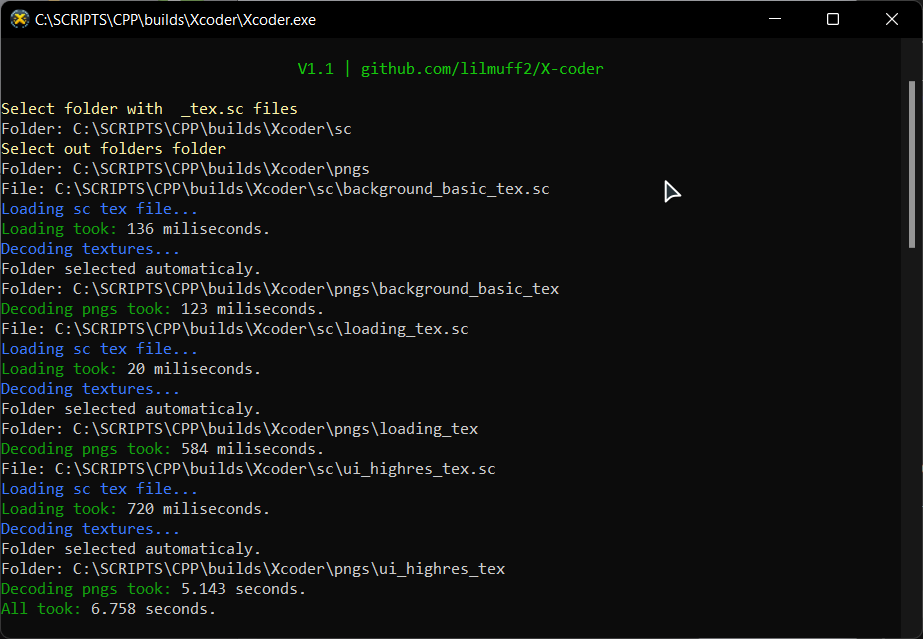 C:\SCRIPTS\CPP\builds\Xcoder\Xcoder.exe
V1.1 | github.com/lilmuff2/X-coder
Select folder with  _tex.sc files
Folder: C:\SCRIPTS\CPP\builds\Xcoder\sc
Select out folders folder
Folder: C:\SCRIPTS\CPP\builds\Xcoder\pngs
File: C:\SCRIPTS\CPP\builds\Xcoder\sc\background_basic_tex.sc
Loading sc tex file...
Loading took: 136 miliseconds.
Decoding textures...
Folder selected automaticaly.
Folder: C:\SCRIPTS\CPP\builds\Xcoder\pngs\background_basic_tex
Decoding pngs took: 123 miliseconds.
File: C:\SCRIPTS\CPP\builds\Xcoder\sc\loading_tex.sc
Loading sc tex file...
Loading took: 20 miliseconds.
Decoding textures...
Folder selected automaticaly.
Folder: C:\SCRIPTS\CPP\builds\Xcoder\pngs\loading_tex
Decoding pngs took: 584 miliseconds.
File: C:\SCRIPTS\CPP\builds\Xcoder\sc\ui_highres_tex.sc
Loading sc tex file...
Loading took: 720 miliseconds.
Decoding textures...
Folder selected automaticaly.
Folder: C:\SCRIPTS\CPP\builds\Xcoder\pngs\ui_highres_tex
Decoding pngs took: 5.143 seconds.
All took: 6.758 seconds.